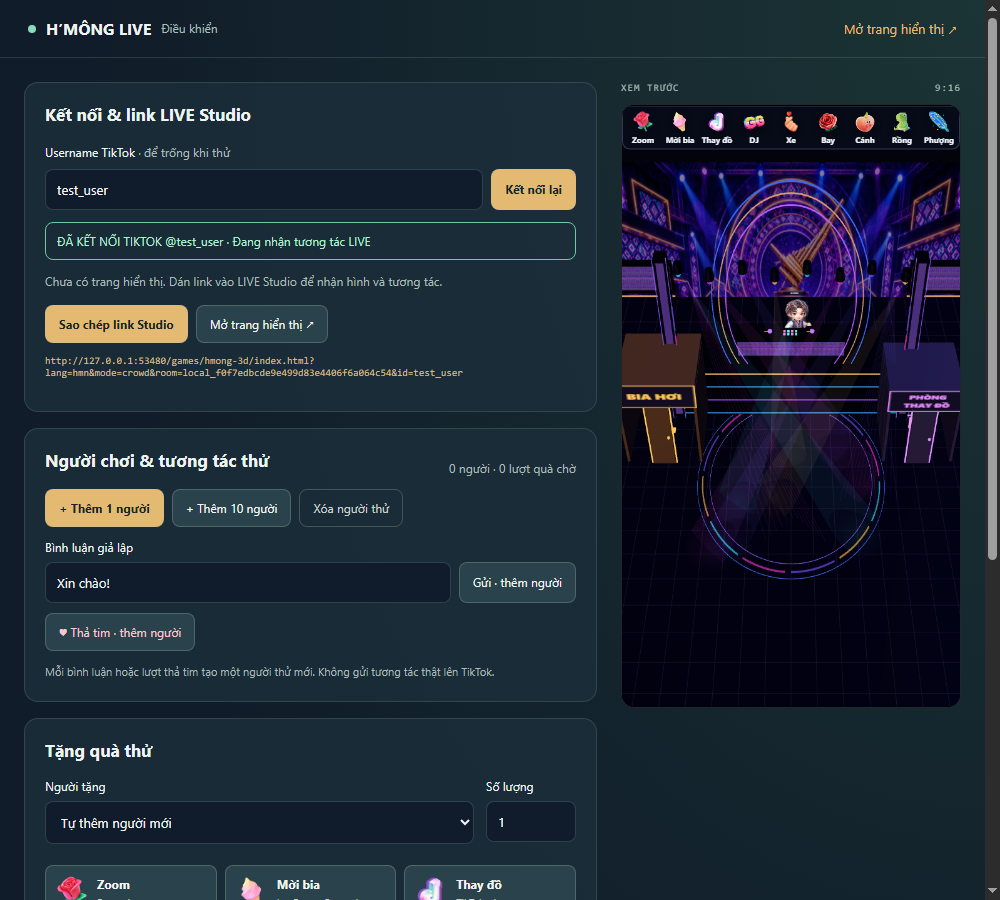 H'MÔNG LIVE Điều khiển
Mở trang hiển thị ↗
Kết nối & link LIVE Studio
Username TikTok · để trống khi thử
test_user
Kết nối lại
ĐÃ KẾT NỐI TIKTOK @test_user · Đang nhận tương tác LIVE
Chưa có trang hiển thị. Dán link vào LIVE Studio để nhận hình và tương tác.
Sao chép link Studio
Mở trang hiển thị ↗
http://127.0.0.1:53480/games/hmong-3d/index.html?
lang=hmn&mode=crowd&room=local_f0f7edbcde9e499d83e4406f6a064c54&id=test_user
Người chơi & tương tác thử
0 người · 0 lượt quà chờ
+ Thêm 1 người
+ Thêm 10 người
Xóa người thử
Bình luận giả lập
Xin chào!
Gửi · thêm người
♥ Thả tim · thêm người
Mỗi bình luận hoặc lượt thả tim tạo một người thử mới. Không gửi tương tác thật lên TikTok.
Tặng quà thử
Người tặng
Số lượng
Tự thêm người mới
1
Zoom
Mời bia
Thay đồ
XEM TRƯỚC
9:16
Zoom Mời bia Thay đồ DJ Xe Bay Cánh Rồng Phượng
BIA HƠI
PHÒNG
THAY ĐỒ